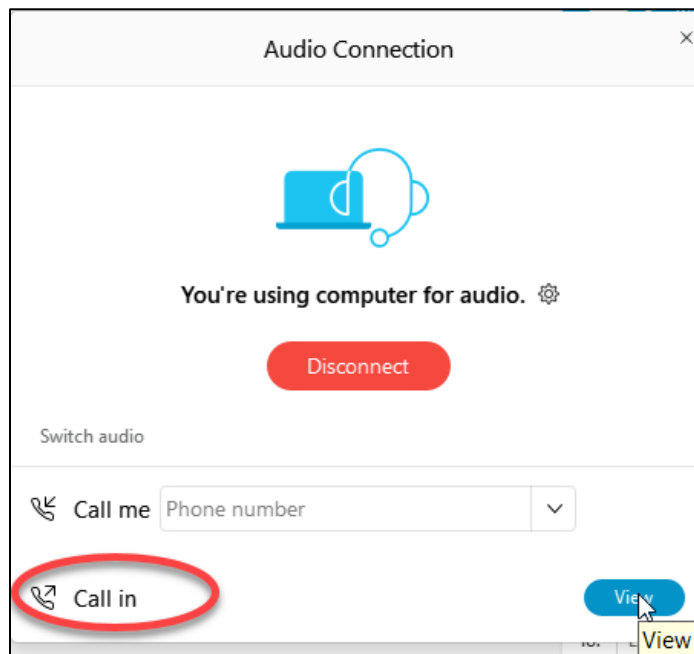 Audio Connection
You're using computer for audio.
Disconnect
Switch audio
Call me Phone number
Call in View
View